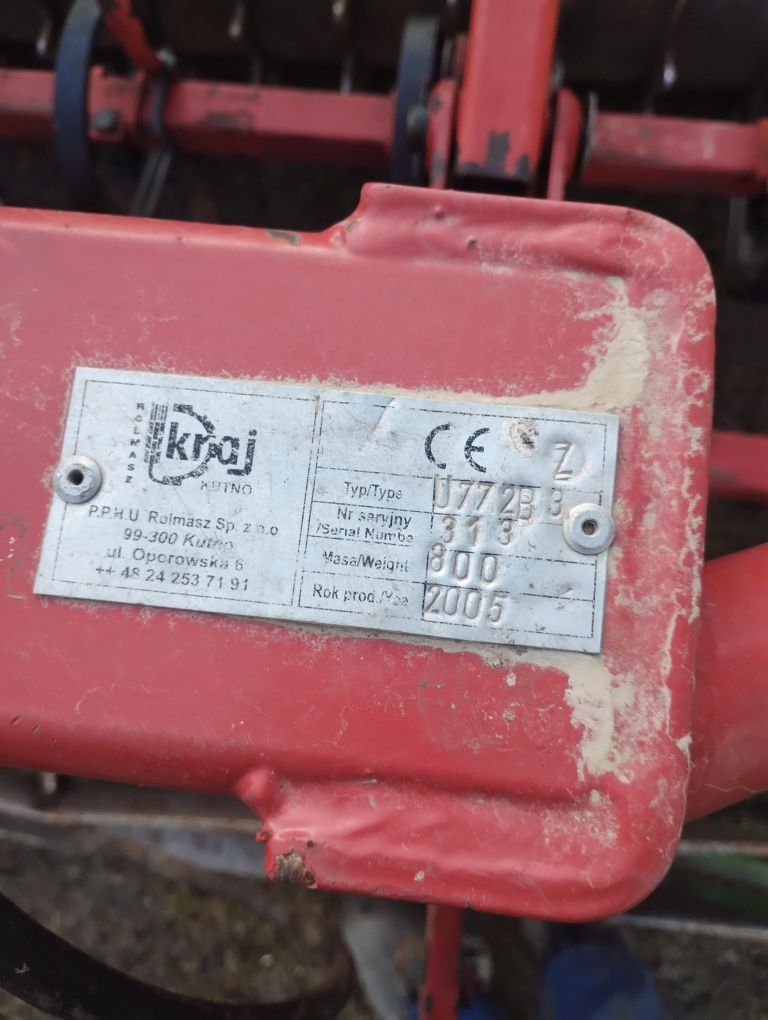 ROLMASZ
kraj
KUTNO
P.P.H.U. Rolmasz Sp. z o.o
99-300 Kutno
ul. Oporowska 6
++ 48 24 253 71 91
CE Z
Typ/Type U772B 3
Nr seryjny
/Serial Numbe 313
Masa/Weight 800
Rok prod./Yea 2005